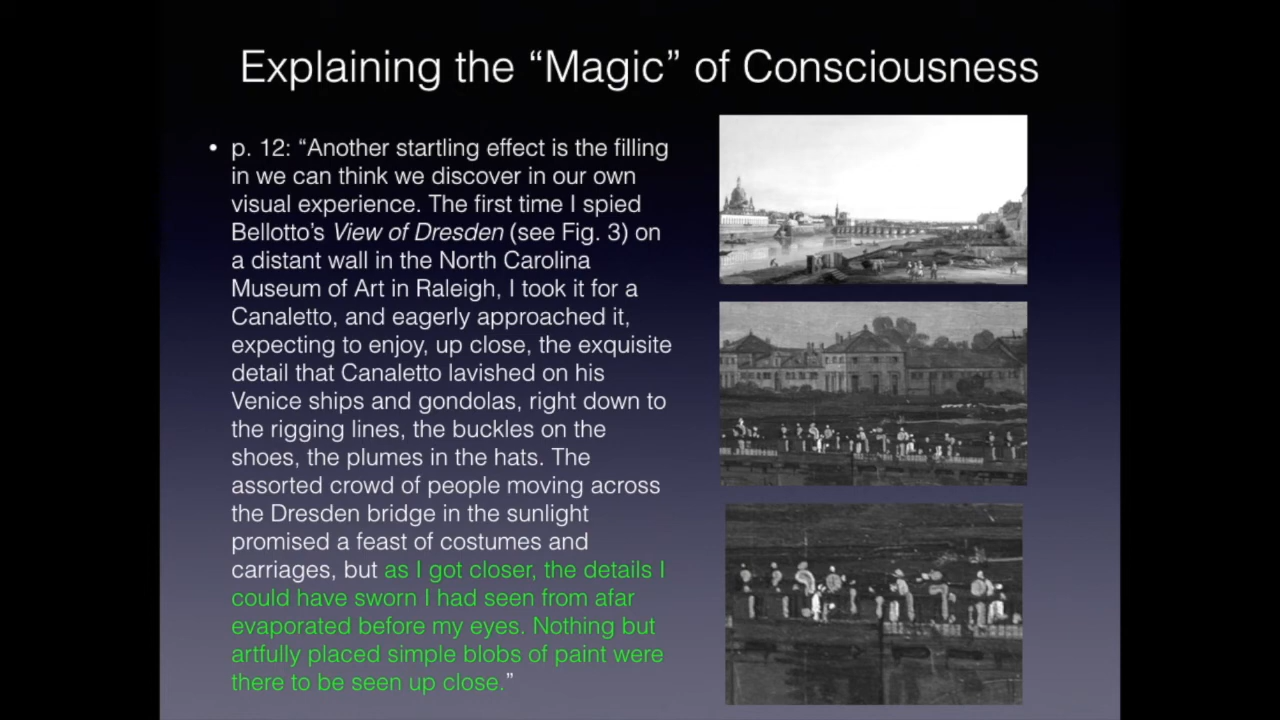 Explaining the “Magic” of Consciousness
• p. 12: “Another startling effect is the filling
in we can think we discover in our own
visual experience. The first time I spied
Bellotto’s View of Dresden (see Fig. 3) on
a distant wall in the North Carolina
Museum of Art in Raleigh, I took it for a
Canaletto, and eagerly approached it,
expecting to enjoy, up close, the exquisite
detail that Canaletto lavished on his
Venice ships and gondolas, right down to
the rigging lines, the buckles on the
shoes, the plumes in the hats. The
assorted crowd of people moving across
the Dresden bridge in the sunlight
promised a feast of costumes and
carriages, but as I got closer, the details I
could have sworn I had seen from afar
evaporated before my eyes. Nothing but
artfully placed simple blobs of paint were
there to be seen up close.”